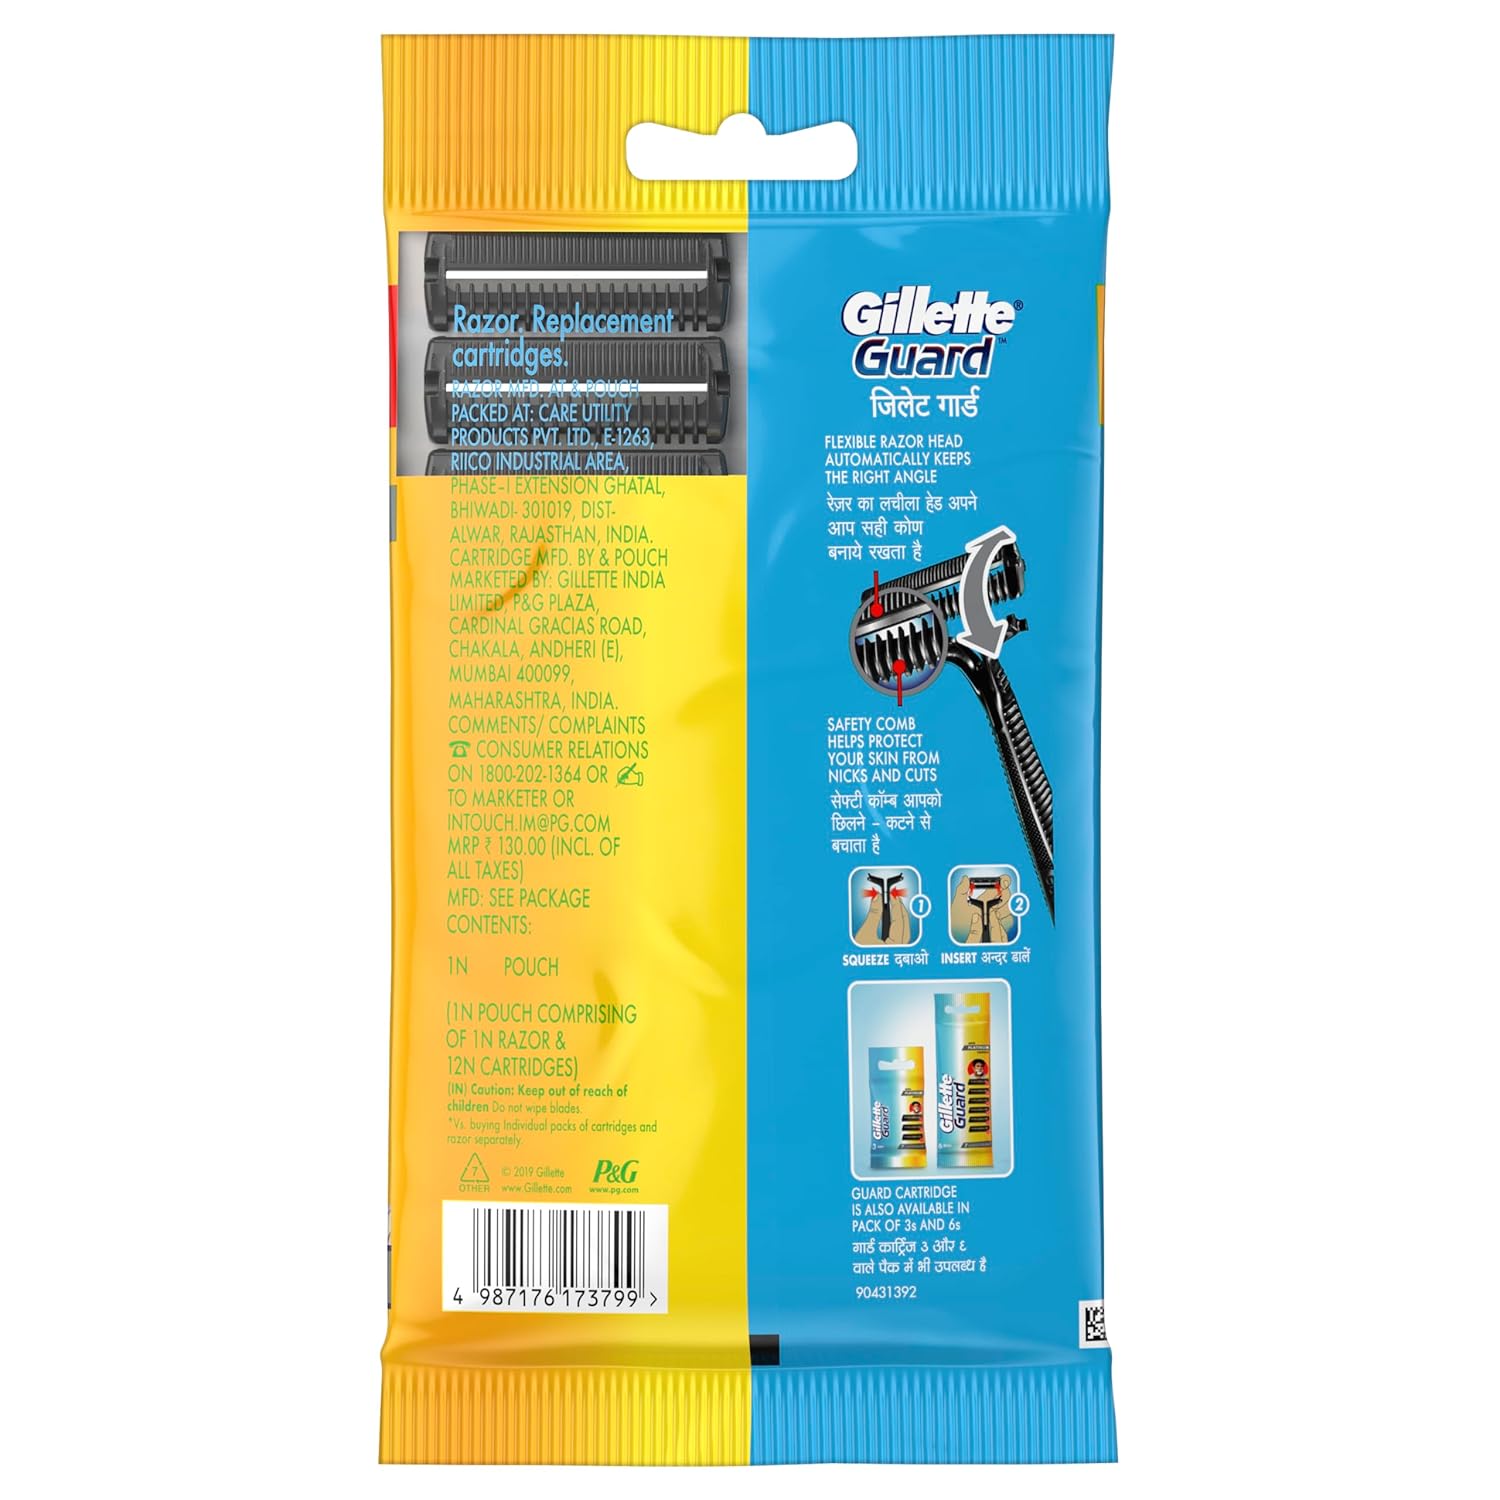 Razor. Replacement
cartridges.
RAZOR MFD. AT & POUCH
PACKED AT: CARE UTILITY
PRODUCTS PVT. LTD., E-1263,
RIICO INDUSTRIAL AREA,
PHASE-I EXTENSION GHATAL,
BHIWADI- 301019, DIST-
ALWAR, RAJASTHAN, INDIA.
CARTRIDGE MFD. BY & POUCH
MARKETED BY: GILLETTE INDIA
LIMITED, P&G PLAZA,
CARDINAL GRACIAS ROAD,
CHAKALA, ANDHERI (E),
MUMBAI 400099,
MAHARASHTRA, INDIA.
COMMENTS/ COMPLAINTS
☎ CONSUMER RELATIONS
ON 1800-202-1364 OR ✍
TO MARKETER OR
INTOUCH.IM@PG.COM
MRP ₹ 130.00 (INCL. OF
ALL TAXES)
MFD: SEE PACKAGE
CONTENTS:
1N POUCH
(1N POUCH COMPRISING
OF 1N RAZOR &
12N CARTRIDGES)
(IN) Caution: Keep out of reach of
children Do not wipe blades.
*Vs. buying Individual packs of cartridges and
razor separately.
7
OTHER
© 2019 Gillette
www.Gillette.com
P&G
www.pg.com
4 987176 173799 >
Gillette®
Guard™
जिलेट गार्ड
FLEXIBLE RAZOR HEAD
AUTOMATICALLY KEEPS
THE RIGHT ANGLE
रेज़र का लचीला हेड अपने
आप सही कोण
बनाये रखता है
SAFETY COMB
HELPS PROTECT
YOUR SKIN FROM
NICKS AND CUTS
सेफ्टी कॉम्ब आपको
छिलने - कटने से
बचाता है
1
2
SQUEEZE दबाओ
INSERT अन्दर डालें
Gillette
Guard
Gillette
Guard
GUARD CARTRIDGE
IS ALSO AVAILABLE IN
PACK OF 3s AND 6s
गार्ड कार्ट्रिज ३ और ६
वाले पैक में भी उपलब्ध है
90431392